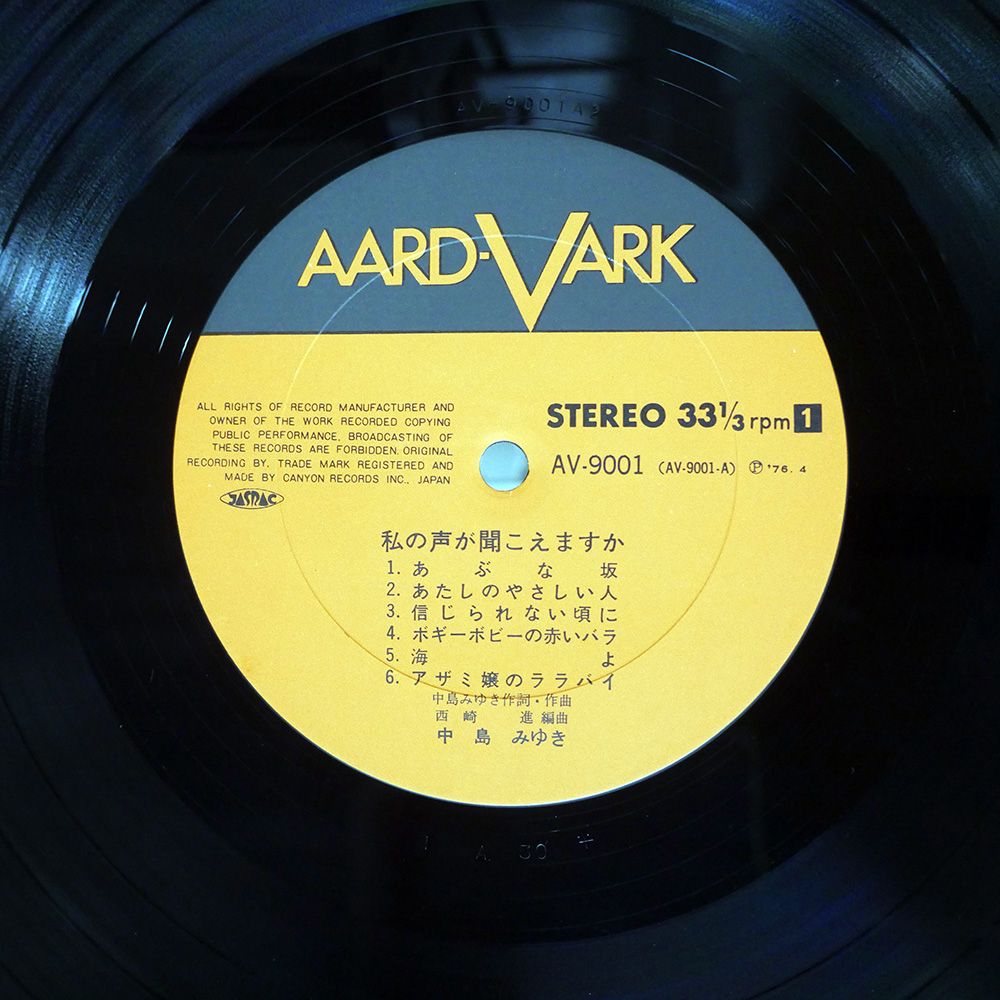 AV-9001A2
AARD-VARK
ALL RIGHTS OF RECORD MANUFACTURER AND
OWNER OF THE WORK RECORDED COPYING
PUBLIC PERFORMANCE, BROADCASTING OF
THESE RECORDS ARE FORBIDDEN. ORIGINAL
RECORDING BY, TRADE MARK REGISTERED AND
MADE BY CANYON RECORDS INC., JAPAN
JASRAC
STEREO 33 1/3 rpm 1
AV-9001 (AV-9001-A) Ⓟ '76. 4
私の声が聞こえますか
1. あぶな坂
2. あたしのやさしい人
3. 信じられない頃に
4. ボギーボビーの赤いバラ
5. 海よ
6. アザミ嬢のララバイ
中島みゆき作詞・作曲
西崎 進 編曲
中島 みゆき
1 A 30